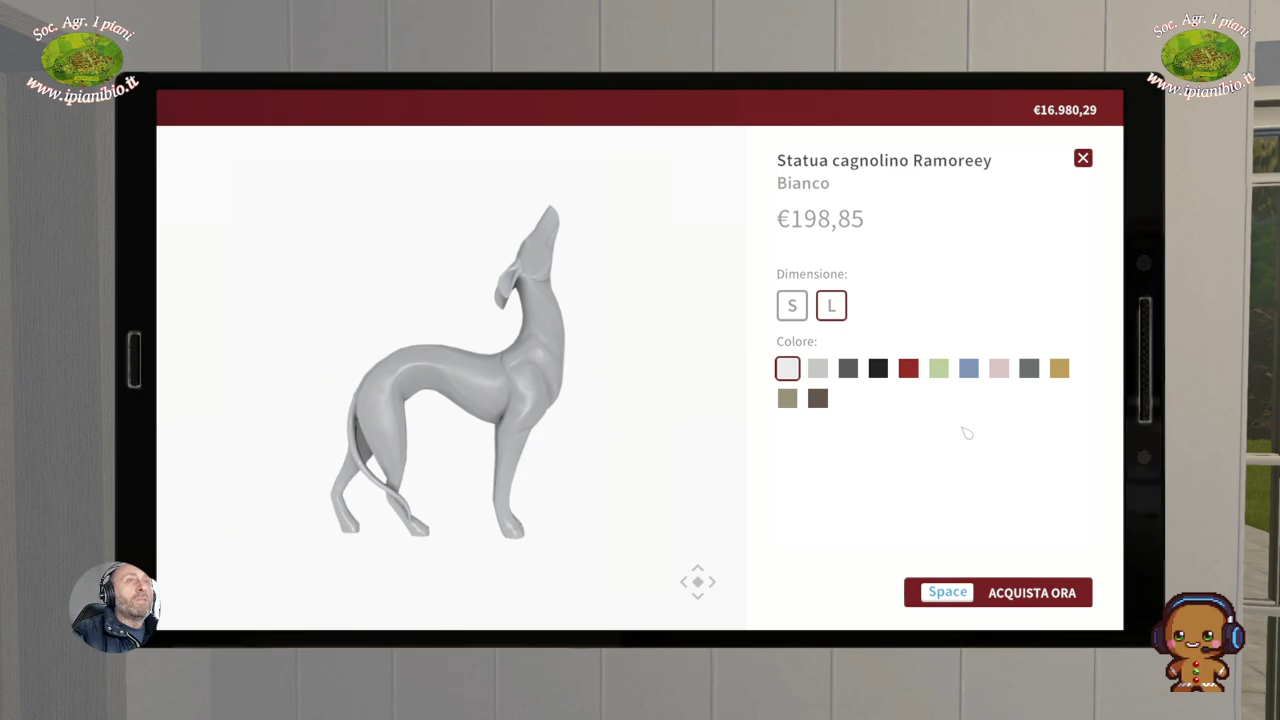 Soc. Agr. I piani
www.ipianibio.it
Soc. Agr. I piani
www.ipianibio.it
€16.980,29
Statua cagnolino Ramoreey
Bianco
€198,85
Dimensione:
S L
Colore:
Space ACQUISTA ORA